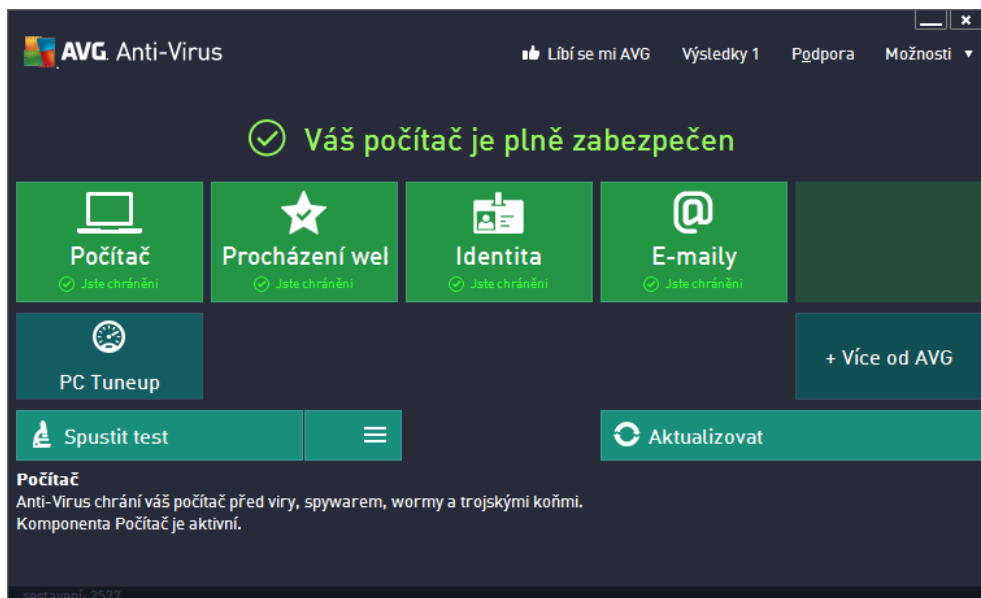 AVG. Anti-Virus
Líbí se mi AVG Výsledky 1 Podpora Možnosti
Váš počítač je plně zabezpečen
Počítač Procházení wel Identita E-maily
Jste chráněni Jste chráněni Jste chráněni Jste chráněni
PC Tuneup
+ Více od AVG
Spustit test Aktualizovat
Počítač
Anti-Virus chrání váš počítač před viry, spywarem, wormy a trojskými koňmi.
Komponenta Počítač je aktivní.
sestavení: 2577